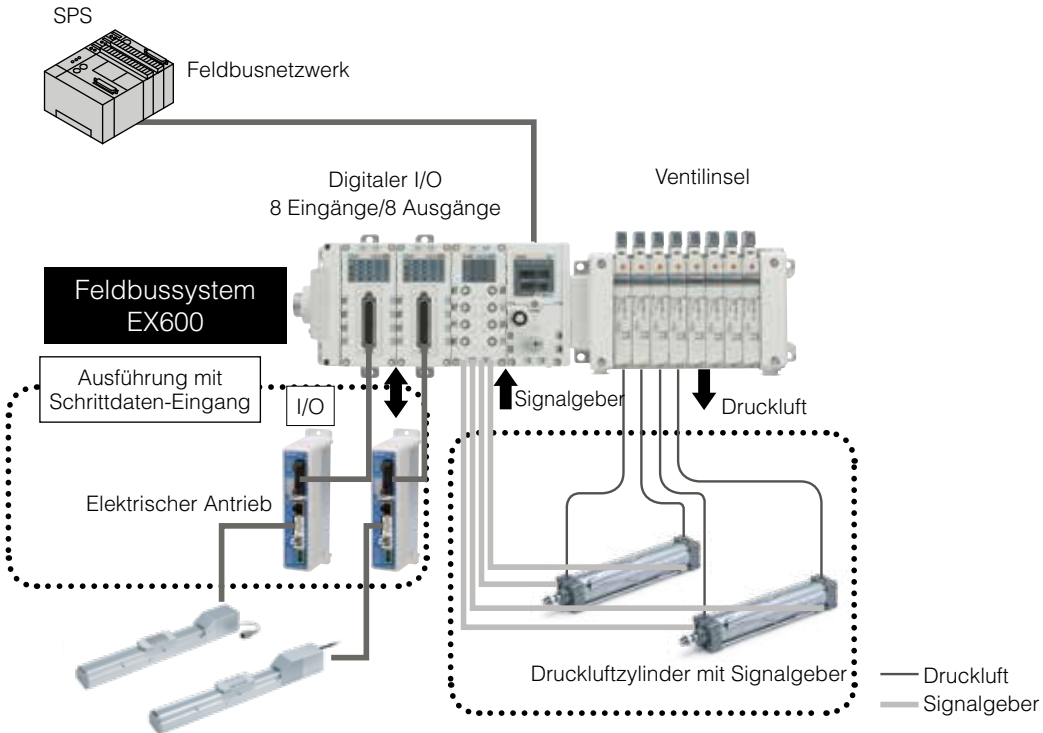 SPS
Feldbusnetzwerk
Digitaler I/O
8 Eingänge/8 Ausgänge
Ventilinsel
Feldbussystem
EX600
Ausführung mit
Schrittdaten-Eingang
I/O
Signalgeber
Druckluft
Elektrischer Antrieb
Druckluftzylinder mit Signalgeber
Druckluft
Signalgeber